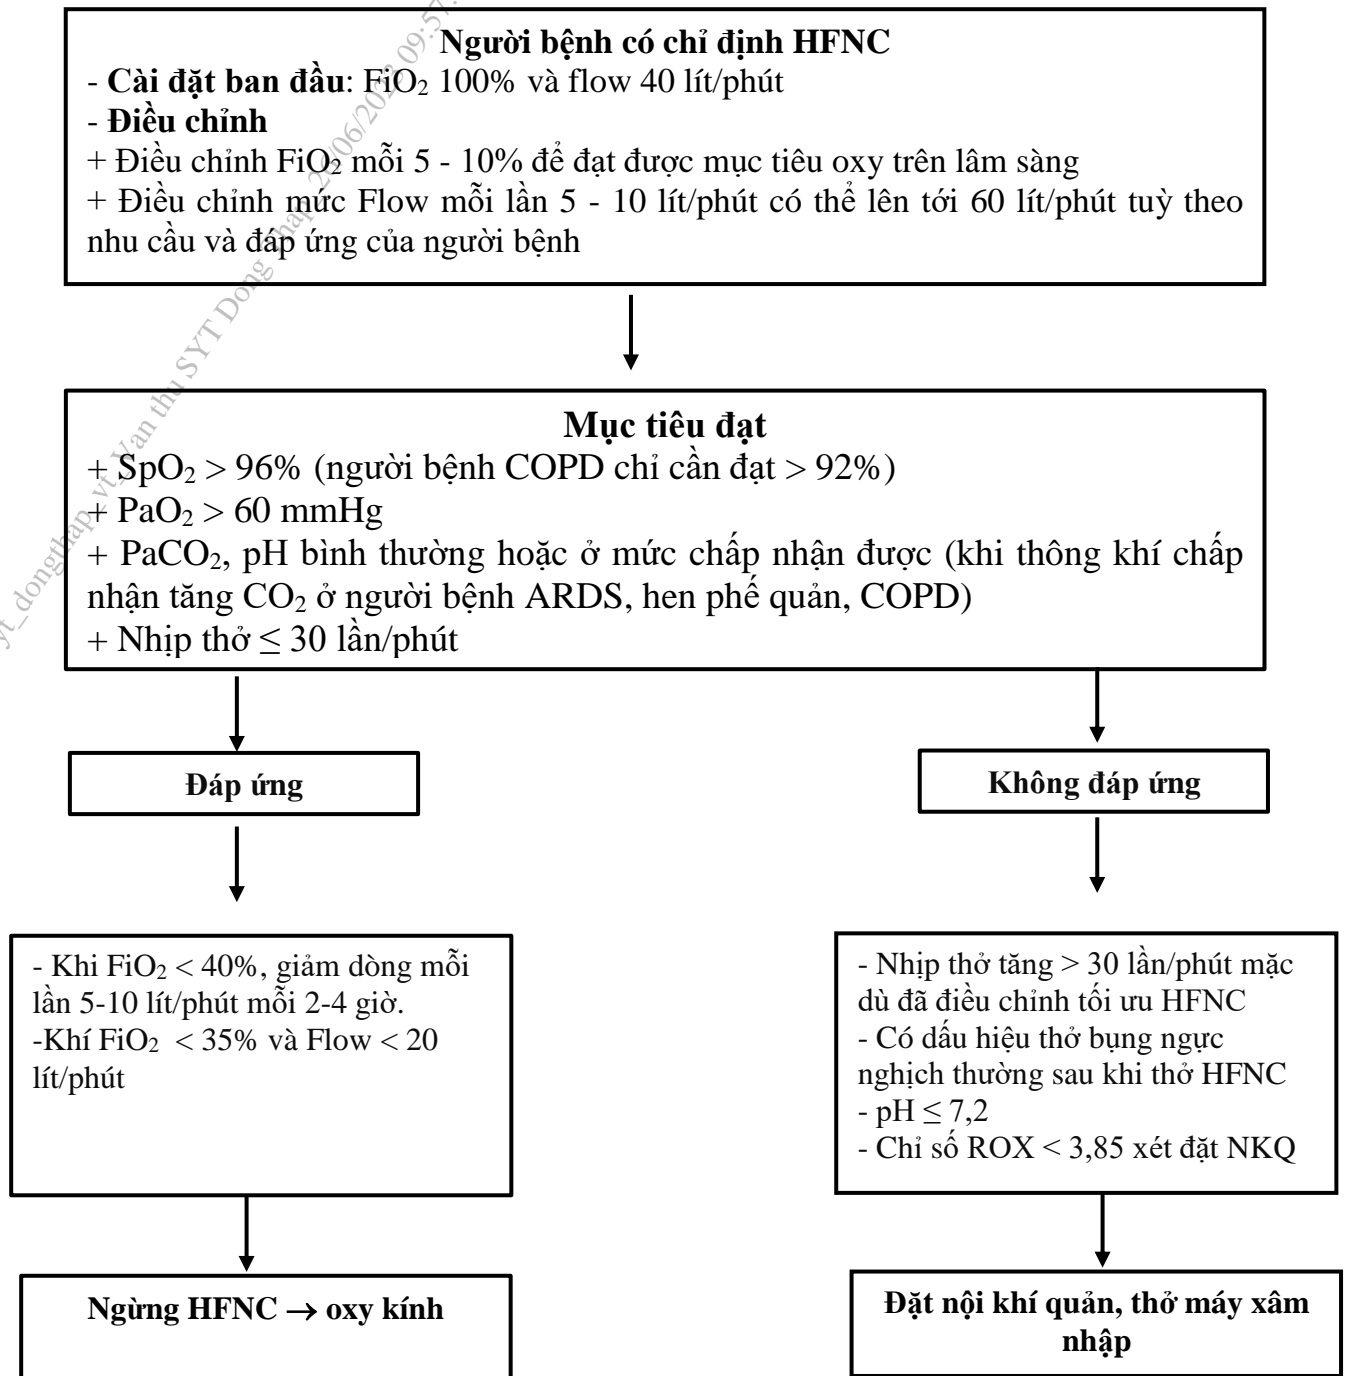 Người bệnh có chỉ định HFNC
- Cài đặt ban đầu: FiO₂ 100% và flow 40 lít/phút
- Điều chỉnh
+ Điều chỉnh FiO₂ mỗi 5 - 10% để đạt được mục tiêu oxy trên lâm sàng
+ Điều chỉnh mức Flow mỗi lần 5 - 10 lít/phút có thể lên tới 60 lít/phút tuỳ theo
nhu cầu và đáp ứng của người bệnh
Mục tiêu đạt
+ SpO₂ > 96% (người bệnh COPD chỉ cần đạt > 92%)
+ PaO₂ > 60 mmHg
+ PaCO₂, pH bình thường hoặc ở mức chấp nhận được (khi thông khí chấp
nhận tăng CO₂ ở người bệnh ARDS, hen phế quản, COPD)
+ Nhịp thở ≤ 30 lần/phút
Đáp ứng
Không đáp ứng
- Khi FiO₂ < 40%, giảm dòng mỗi
lần 5-10 lít/phút mỗi 2-4 giờ.
-Khí FiO₂ < 35% và Flow < 20
lít/phút
- Nhịp thở tăng > 30 lần/phút mặc
dù đã điều chỉnh tối ưu HFNC
- Có dấu hiệu thở bụng ngực
nghịch thường sau khi thở HFNC
- pH ≤ 7,2
- Chỉ số ROX < 3,85 xét đặt NKQ
Ngừng HFNC → oxy kính
Đặt nội khí quản, thở máy xâm
nhập